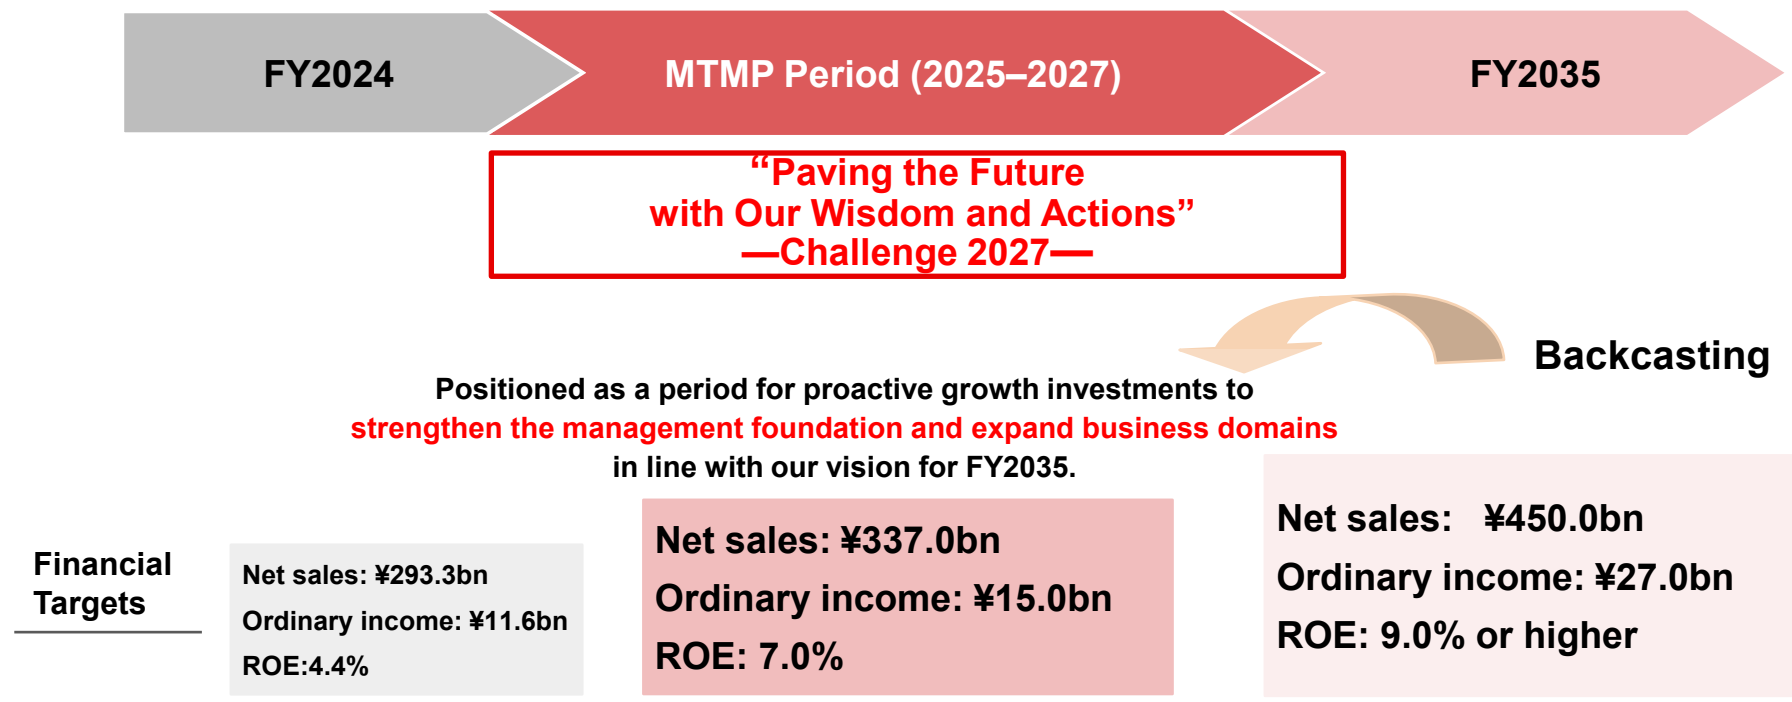 FY2024
MTMP Period (2025–2027)
FY2035
“Paving the Future
with Our Wisdom and Actions”
—Challenge 2027—
Backcasting
Positioned as a period for proactive growth investments to
strengthen the management foundation and expand business domains
in line with our vision for FY2035.
Financial
Targets
Net sales: ¥293.3bn
Ordinary income: ¥11.6bn
ROE:4.4%
Net sales: ¥337.0bn
Ordinary income: ¥15.0bn
ROE: 7.0%
Net sales: ¥450.0bn
Ordinary income: ¥27.0bn
ROE: 9.0% or higher